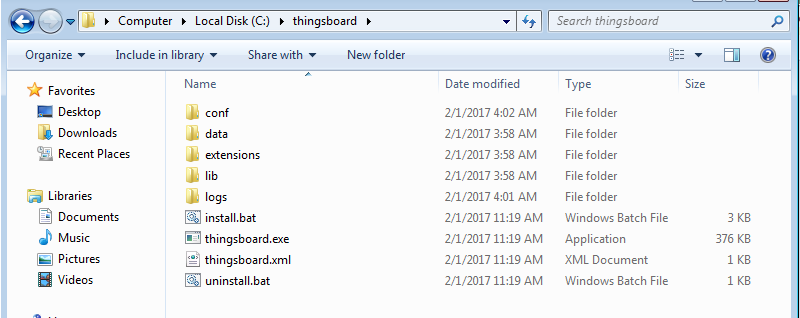 Computer Local Disk (C:) thingsboard Search thingsboard
Organize Include in library Share with New folder
Name Date modified Type Size
Favorites
Desktop
Downloads
Recent Places
Libraries
Documents
Music
Pictures
Videos
conf 2/1/2017 4:02 AM File folder
data 2/1/2017 3:58 AM File folder
extensions 2/1/2017 3:58 AM File folder
lib 2/1/2017 3:58 AM File folder
logs 2/1/2017 4:01 AM File folder
install.bat 2/1/2017 11:19 AM Windows Batch File 3 KB
thingsboard.exe 2/1/2017 11:19 AM Application 376 KB
thingsboard.xml 2/1/2017 11:19 AM XML Document 1 KB
uninstall.bat 2/1/2017 11:19 AM Windows Batch File 1 KB